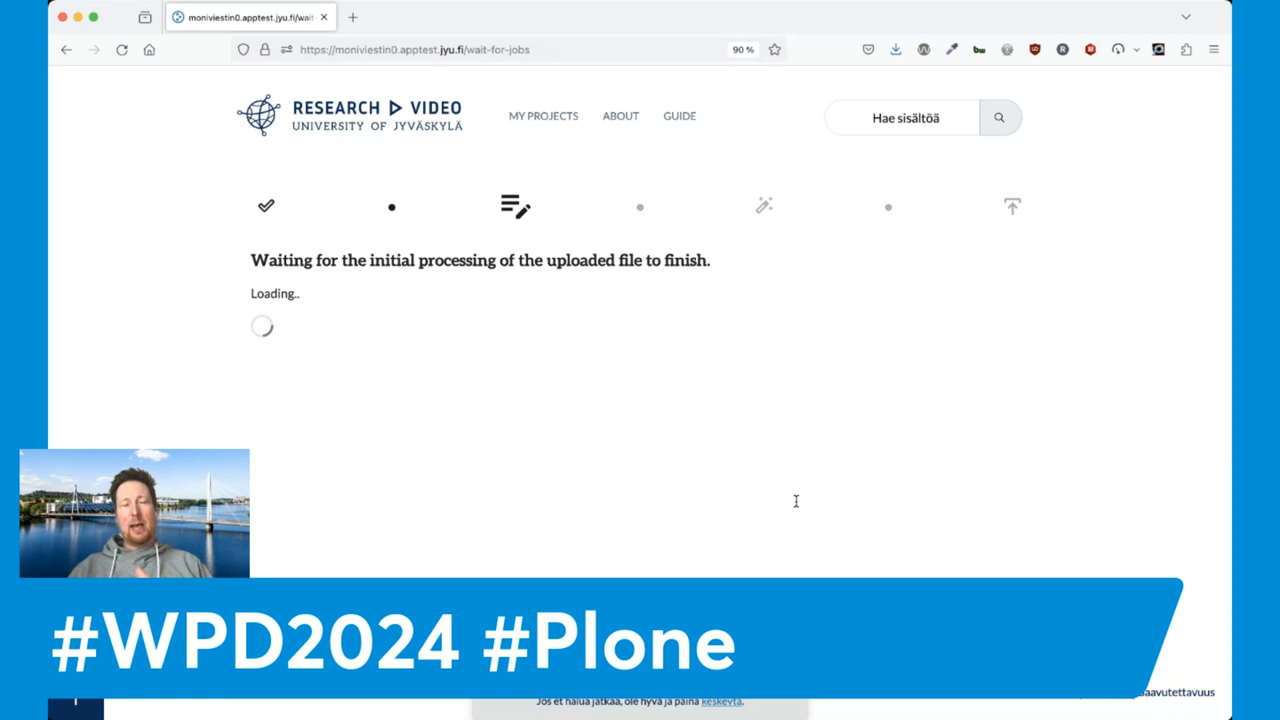 moniviestin0.apptest.jyu.fi/wait-
https://moniviestin0.apptest.jyu.fi/wait-for-jobs
90 %
RESEARCH VIDEO
UNIVERSITY OF JYVÄSKYLÄ
MY PROJECTS
ABOUT
GUIDE
Hae sisältöä
Waiting for the initial processing of the uploaded file to finish.
Loading..
#WPD2024 #Plone
Jos et halua jatkaa, ole hyvä ja paina keskeytä.